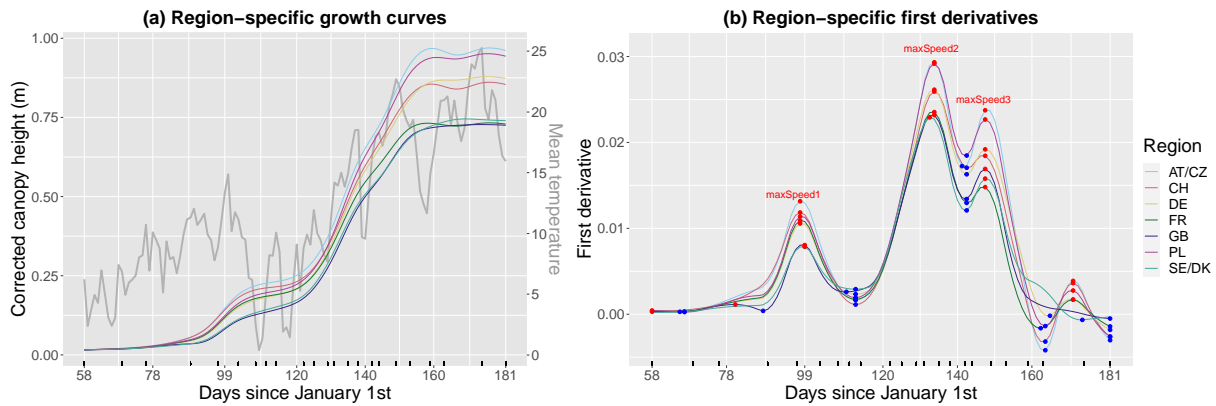 (a) Region−specific growth curves
1.00
0.75
0.50
0.25
0.00
Corrected canopy height (m)
25
20
15
10
5
0
Mean temperature
58
78
99
120
140
160
181
Days since January 1st
(b) Region−specific first derivatives
0.03
0.02
0.01
0.00
First derivative
maxSpeed1
maxSpeed2
maxSpeed3
58
78
99
120
140
160
181
Days since January 1st
Region
AT/CZ
CH
DE
FR
GB
PL
SE/DK